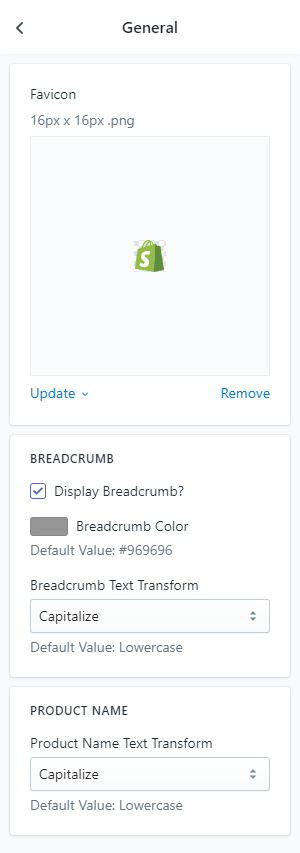 General
Favicon
16px x 16px .png
S
Update
Remove
BREADCRUMB
Display Breadcrumb?
Breadcrumb Color
Default Value: #969696
Breadcrumb Text Transform
Capitalize
Default Value: Lowercase
PRODUCT NAME
Product Name Text Transform
Capitalize
Default Value: Lowercase